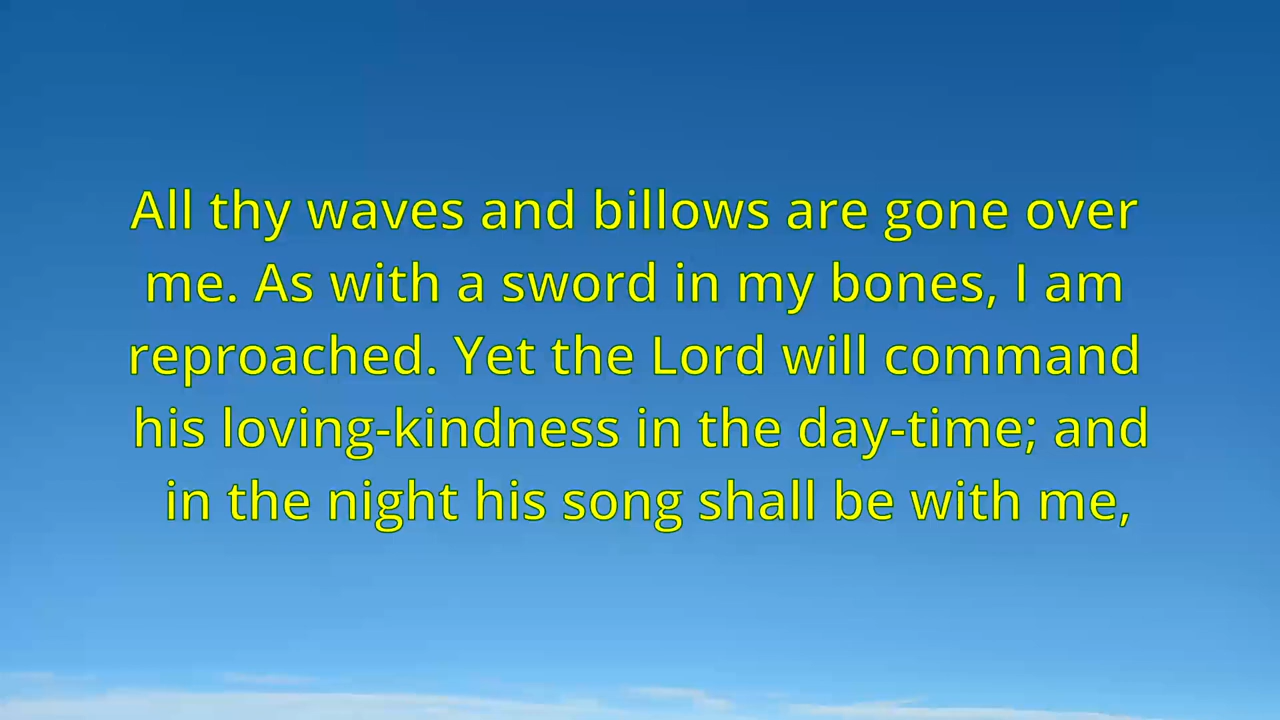 All thy waves and billows are gone over
me. As with a sword in my bones, I am
reproached. Yet the Lord will command
his loving-kindness in the day-time; and
in the night his song shall be with me,